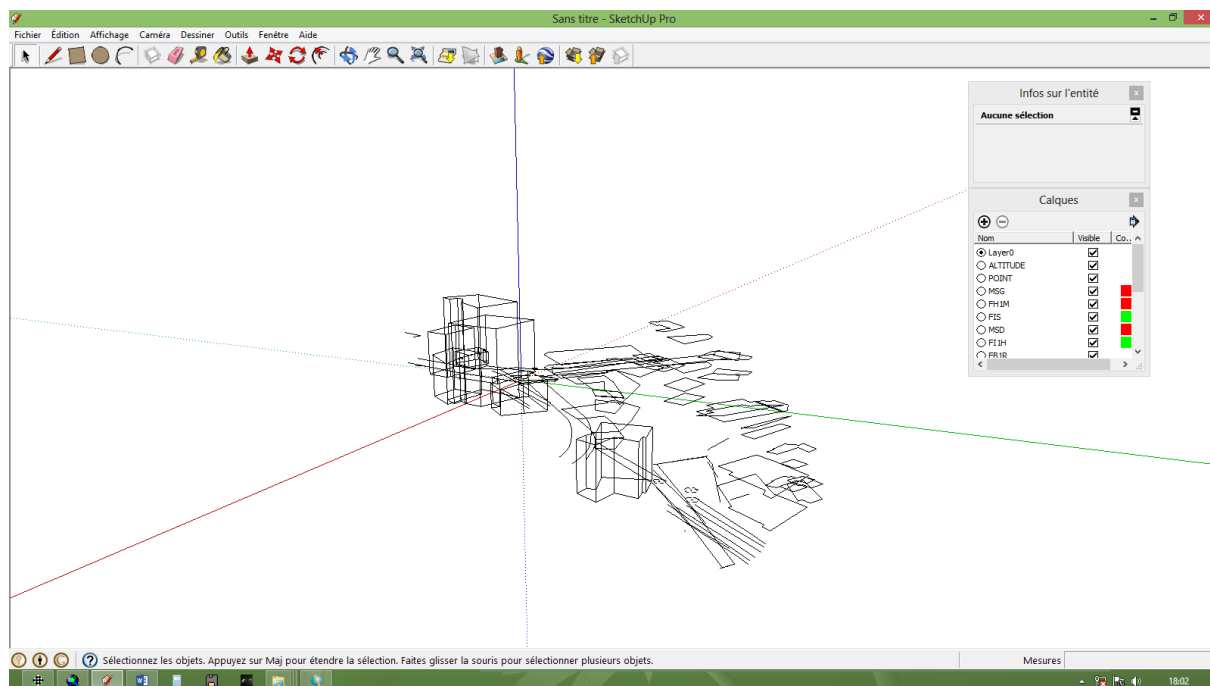 Sans titre - SketchUp Pro
Fichier Édition Affichage Caméra Dessiner Outils Fenêtre Aide
Infos sur l'entité
Aucune sélection
Calques
Nom Visible Co...
Layer0
ALTITUDE
POINT
MSG
FH1M
FIS
MSD
FI1H
FB1R
Sélectionnez les objets. Appuyez sur Maj pour étendre la sélection. Faites glisser la souris pour sélectionner plusieurs objets.
Mesures
18:02